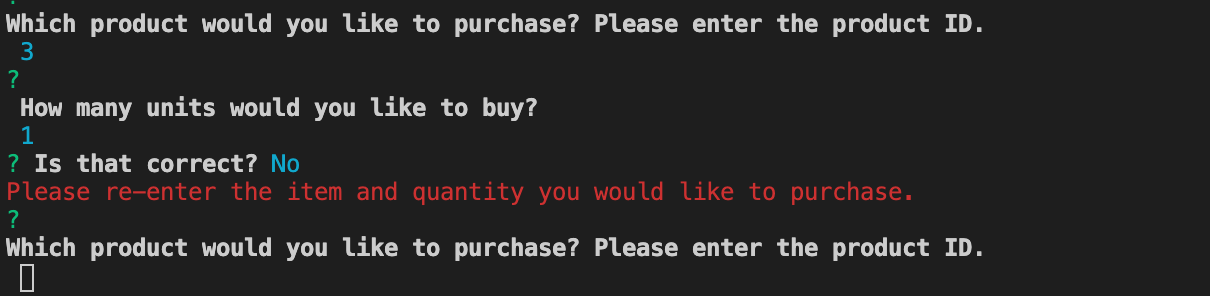 Which product would you like to purchase? Please enter the product ID.
3
?
How many units would you like to buy?
1
? Is that correct? No
Please re-enter the item and quantity you would like to purchase.
?
Which product would you like to purchase? Please enter the product ID.